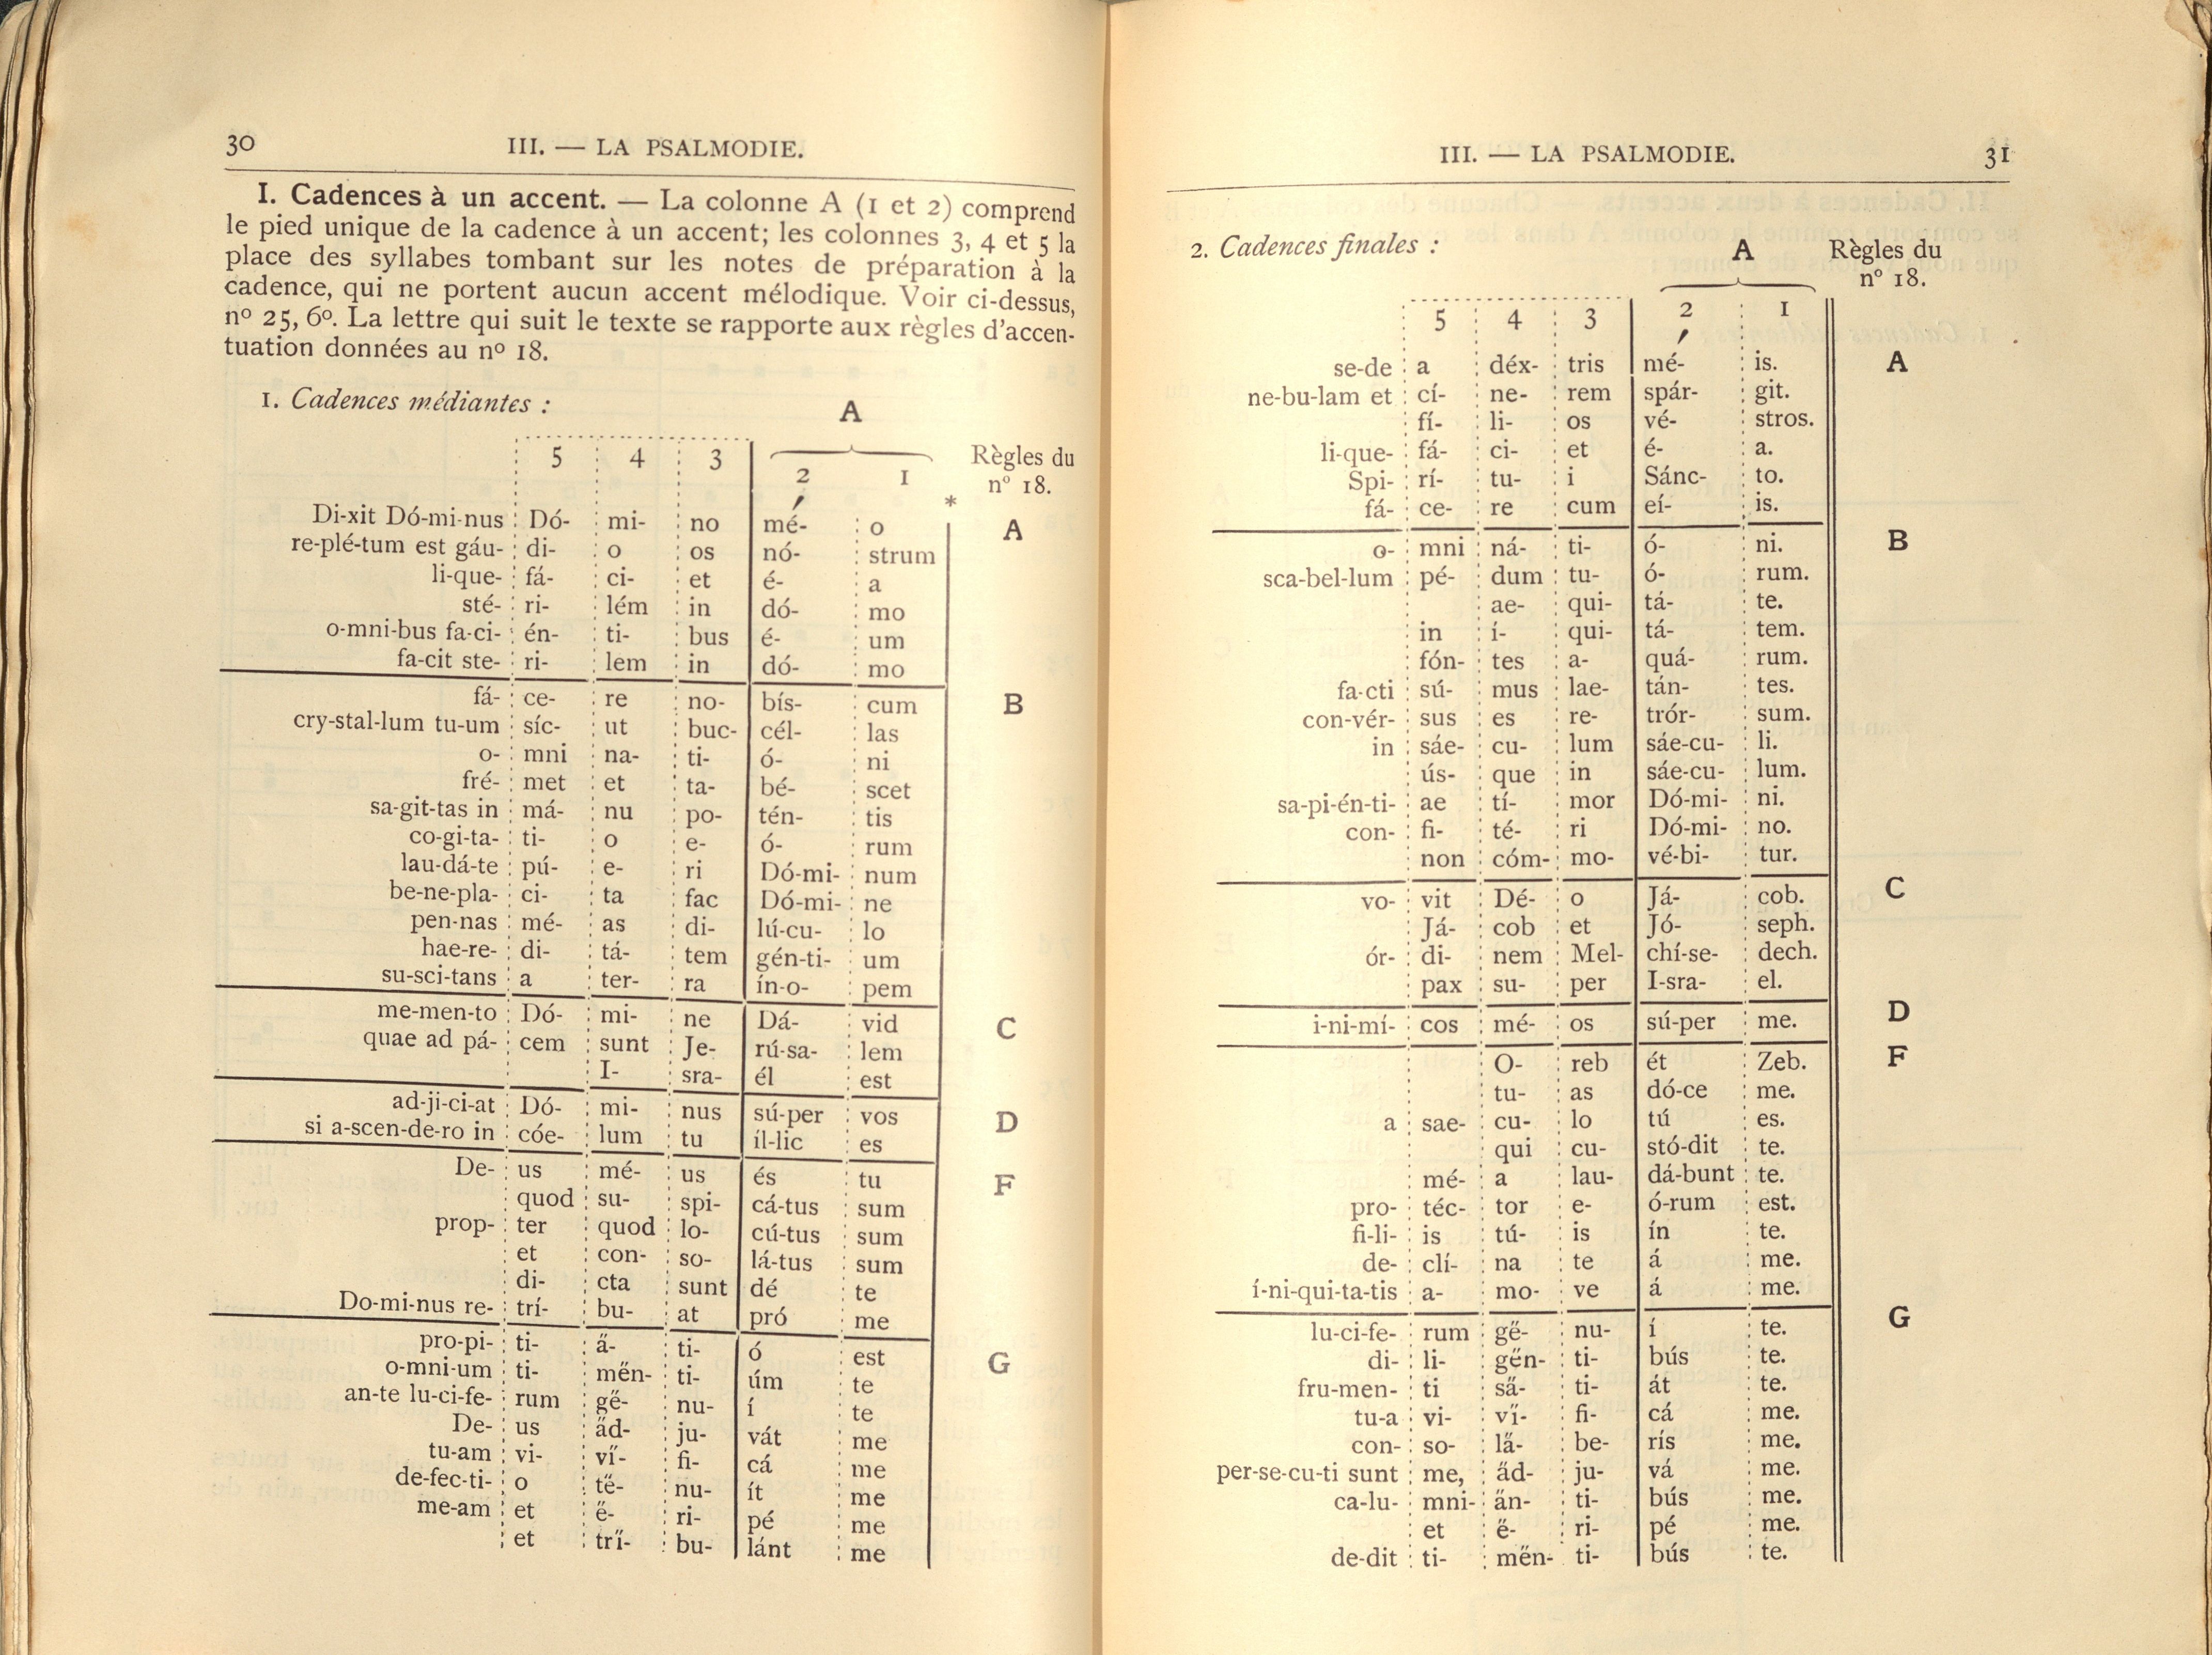 30
III. — LA PSALMODIE.
I. Cadences à un accent. — La colonne A (1 et 2) comprend
le pied unique de la cadence à un accent; les colonnes 3, 4 et 5 la
place des syllabes tombant sur les notes de préparation à la
cadence, qui ne portent aucun accent mélodique. Voir ci-dessus,
nº 25, 6º. La lettre qui suit le texte se rapporte aux règles d'accen-
tuation données au nº 18.
1. Cadences médiantes :
A
5 4 3 2 1 Règles du
nº 18.
*
Di-xit Dó-mi-nus Dó- mi- no mé- o A
re-plé-tum est gáu- di- o os nó- strum
li-que- fá- ci- et é- a
sté- ri- lém in dó- mo
o-mni-bus fa-ci- én- ti- bus é- um
fa-cit ste- ri- lem in dó- mo
fá- ce- re no- bís- cum B
cry-stal-lum tu-um síc- ut buc- cél- las
o- mni na- ti- ó- ni
fré- met et ta- bé- scet
sa-git-tas in má- nu po- tén- tis
co-gi-ta- ti- o e- ó- rum
lau-dá-te pú- e- ri Dó-mi- num
be-ne-pla- ci- ta fac Dó-mi- ne
pen-nas mé- as di- lú-cu- lo
hae-re- di- tá- tem gén-ti- um
su-sci-tans a ter- ra ín-o- pem
me-men-to Dó- mi- ne Dá- vid C
quae ad pá- cem sunt Je- rú-sa- lem
I- sra- él est
ad-ji-ci-at Dó- mi- nus sú-per vos D
si a-scen-de-ro in cóe- lum tu íl-lic es
De- us mé- us és tu F
quod su- spi- cá-tus sum
prop- ter quod lo- cú-tus sum
et con- so- lá-tus sum
di- cta sunt dé te
Do-mi-nus re- trí- bu- at pró me
pro-pi- ti- a̋- ti- ó est G
o-mni-um ti- me̋n- ti- úm te
an-te lu-ci-fe- rum ge̋- nu- í te
De- us a̋d- ju- vát me
tu-am vi- vi̋- fi- cá me
de-fec-ti- o te̋- nu- ít me
me-am et e̋- ri- pé me
et tri̋- bu- lánt me
III. — LA PSALMODIE.
31
2. Cadences finales :
A Règles du
nº 18.
5 4 3 2 1
se-de a déx- tris mé- is. A
ne-bu-lam et cí- ne- rem spár- git.
fí- li- os vé- stros.
li-que- fá- ci- et é- a.
Spi- rí- tu- i Sánc- to.
fá- ce- re cum eí- is.
o- mni ná- ti- ó- ni. B
sca-bel-lum pé- dum tu- ó- rum.
ae- qui- tá- te.
in í- qui- tá- tem.
fón- tes a- quá- rum.
fa-cti sú- mus lae- tán- tes.
con-vér- sus es re- trór- sum.
in sáe- cu- lum sáe-cu- li.
ús- que in sáe-cu- lum.
sa-pi-én-ti- ae tí- mor Dó-mi- ni.
con- fi- té- ri Dó-mi- no.
non cóm- mo- vé-bi- tur.
vo- vit Dé- o Já- cob. C
Já- cob et Jó- seph.
ór- di- nem Mel- chí-se- dech.
pax su- per I-sra- el.
i-ni-mí- cos mé- os sú-per me. D
O- reb ét Zeb. F
tu- as dó-ce me.
a sae- cu- lo tú es.
qui cu- stó-dit te.
mé- a lau- dá-bunt te.
pro- téc- tor e- ó-rum est.
fi-li- is tú- is ín te.
de- clí- na te á me.
í-ni-qui-ta-tis a- mo- ve á me.
lu-ci-fe- rum ge̋- nu- í te. G
di- li- ge̋n- ti- bús te.
fru-men- ti sa̋- ti- át te.
tu-a vi- vi̋- fi- cá me.
con- so- la̋- be- rís me.
per-se-cu-ti sunt me, a̋d- ju- vá me.
ca-lu- mni- a̋n- ti- bús me.
et e̋- ri- pé me.
de-dit ti- me̋n- ti- bús te.